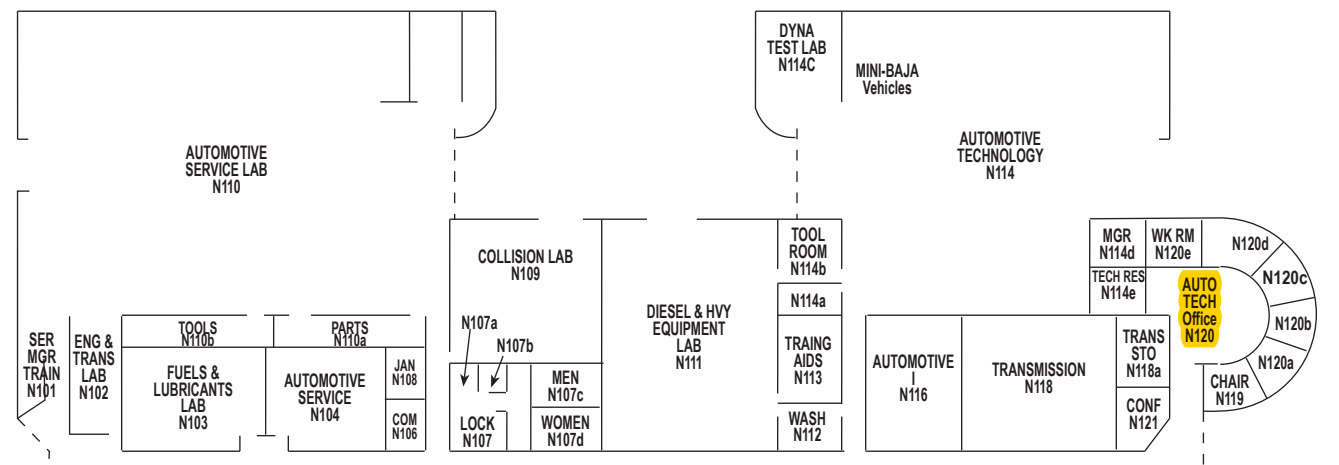 DYNA
TEST LAB
N114C
MINI-BAJA
Vehicles
AUTOMOTIVE
SERVICE LAB
N110
AUTOMOTIVE
TECHNOLOGY
N114
COLLISION LAB
N109
TOOL
ROOM
N114b
MGR
N114d
WK RM
N120e
N120d
TECH RES
N114e
N120c
AUTO
TECH
Office
N120
N114a
DIESEL & HVY
EQUIPMENT
LAB
N111
N107a
N107b
N120b
SER
MGR
TRAIN
N101
ENG &
TRANS
LAB
N102
TOOLS
N110b
PARTS
N110a
FUELS &
LUBRICANTS
LAB
N103
AUTOMOTIVE
SERVICE
N104
JAN
N108
COM
N106
LOCK
N107
MEN
N107c
WOMEN
N107d
TRAING
AIDS
N113
WASH
N112
AUTOMOTIVE
I
N116
TRANSMISSION
N118
TRANS
STO
N118a
CONF
N121
N120a
CHAIR
N119